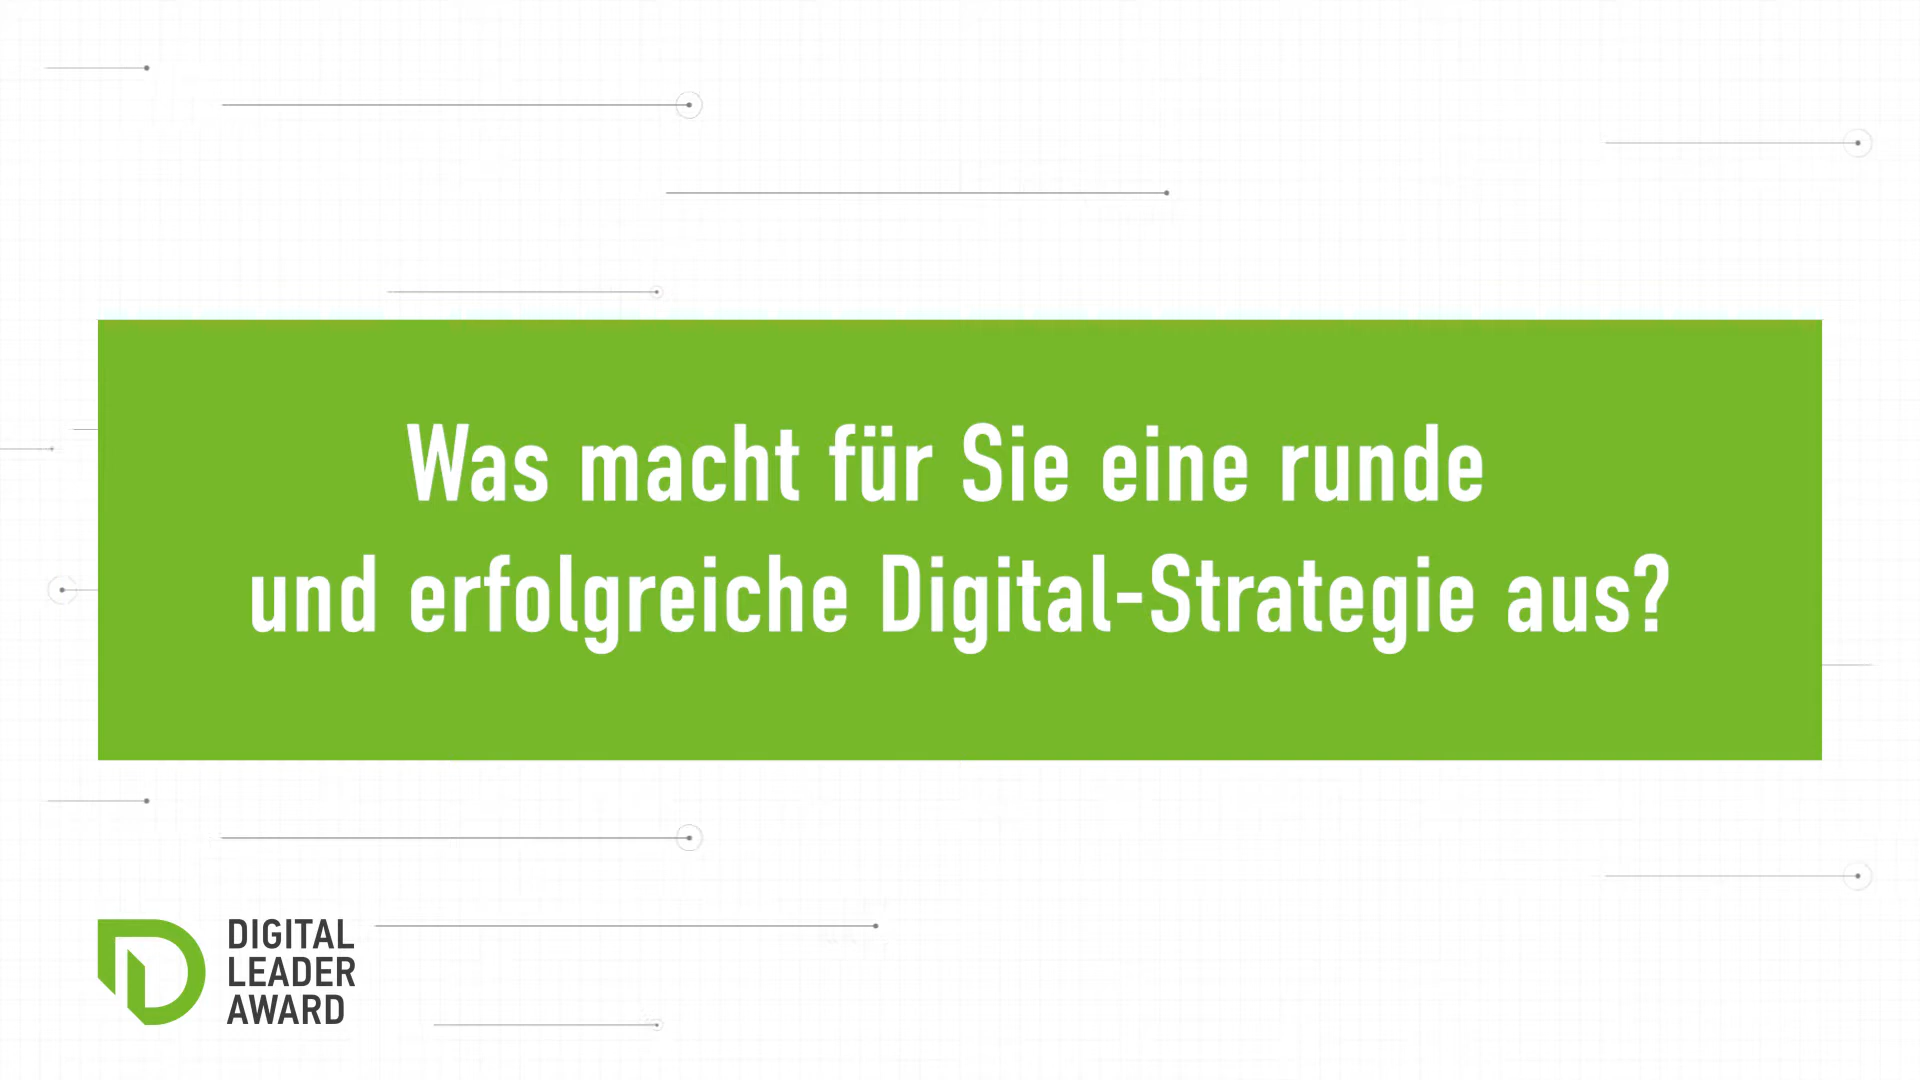 Was macht für Sie eine runde
und erfolgreiche Digital-Strategie aus?
DIGITAL
LEADER
AWARD